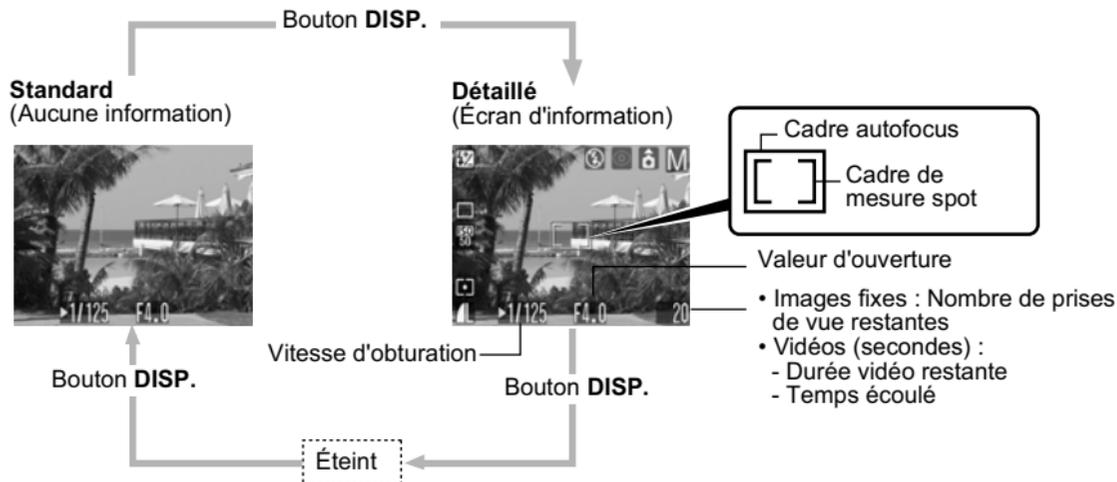 Bouton DISP.
Standard
(Aucune information)
Détaillé
(Écran d'information)
Cadre autofocus
Cadre de
mesure spot
M
ISO
50
1/125 F4.0
L
1/125 F4.0 20
Valeur d'ouverture
• Images fixes : Nombre de prises
de vue restantes
• Vidéos (secondes) :
- Durée vidéo restante
- Temps écoulé
Vitesse d'obturation
Bouton DISP.
Bouton DISP.
Éteint